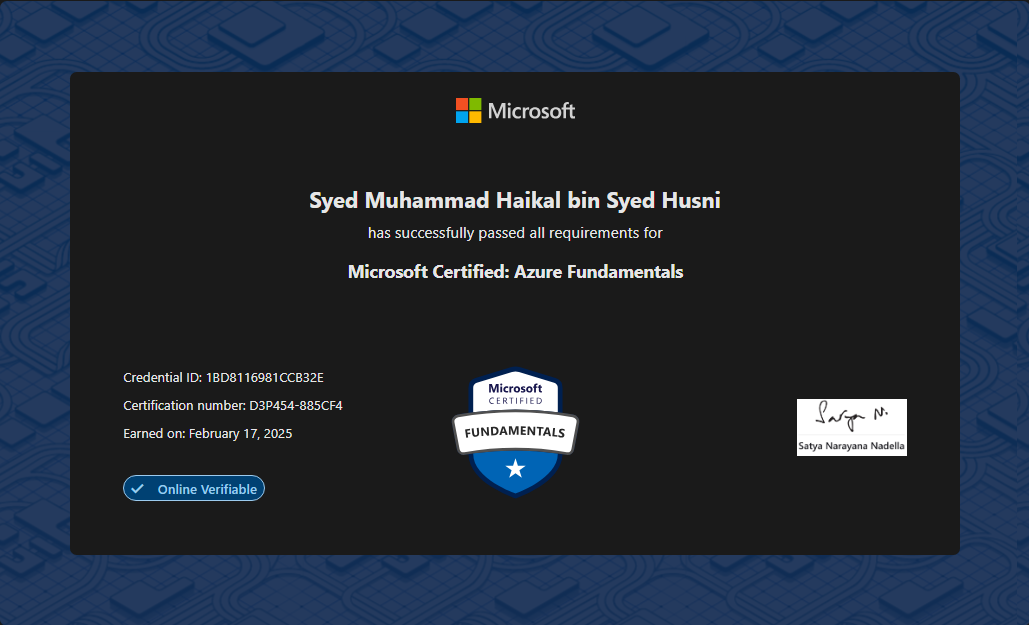 Microsoft
Syed Muhammad Haikal bin Syed Husni
has successfully passed all requirements for
Microsoft Certified: Azure Fundamentals
Credential ID: 1BD8116981CCB32E
Certification number: D3P454-885CF4
Earned on: February 17, 2025
Online Verifiable
Microsoft
CERTIFIED
FUNDAMENTALS
Satya N.
Satya Narayana Nadella